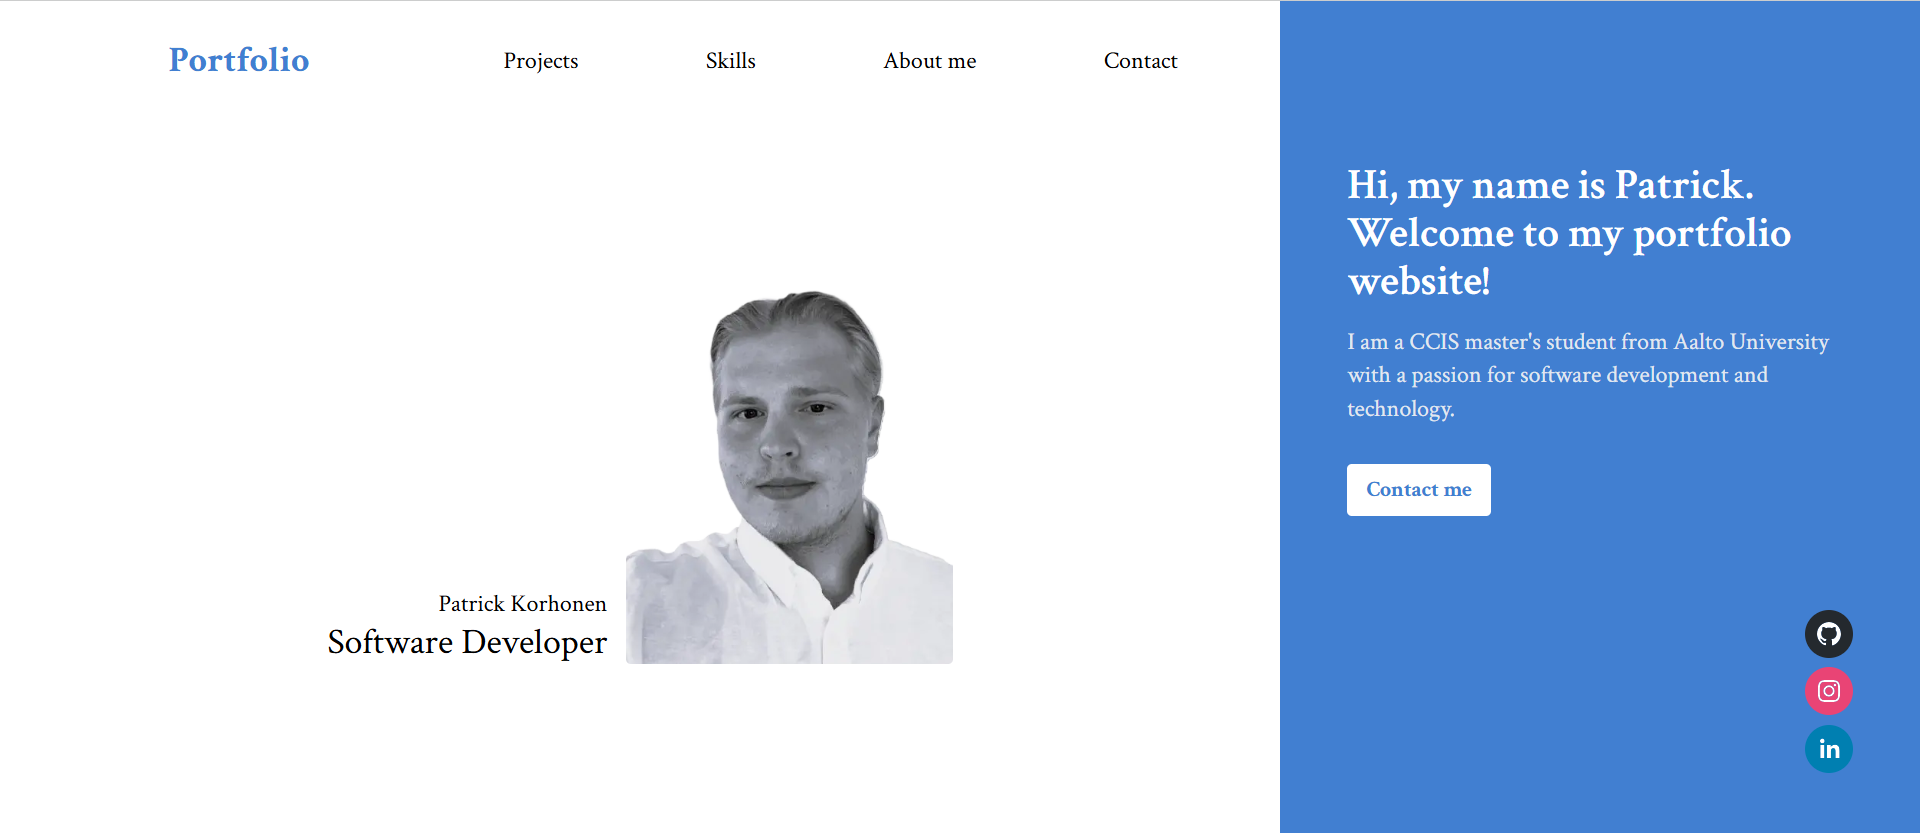 Portfolio
Projects
Skills
About me
Contact
Patrick Korhonen
Software Developer
Hi, my name is Patrick.
Welcome to my portfolio
website!
I am a CCIS master's student from Aalto University
with a passion for software development and
technology.
Contact me
in